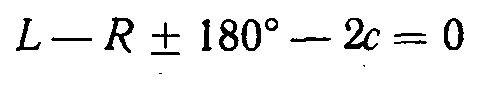 L — R ± 180° — 2c = 0